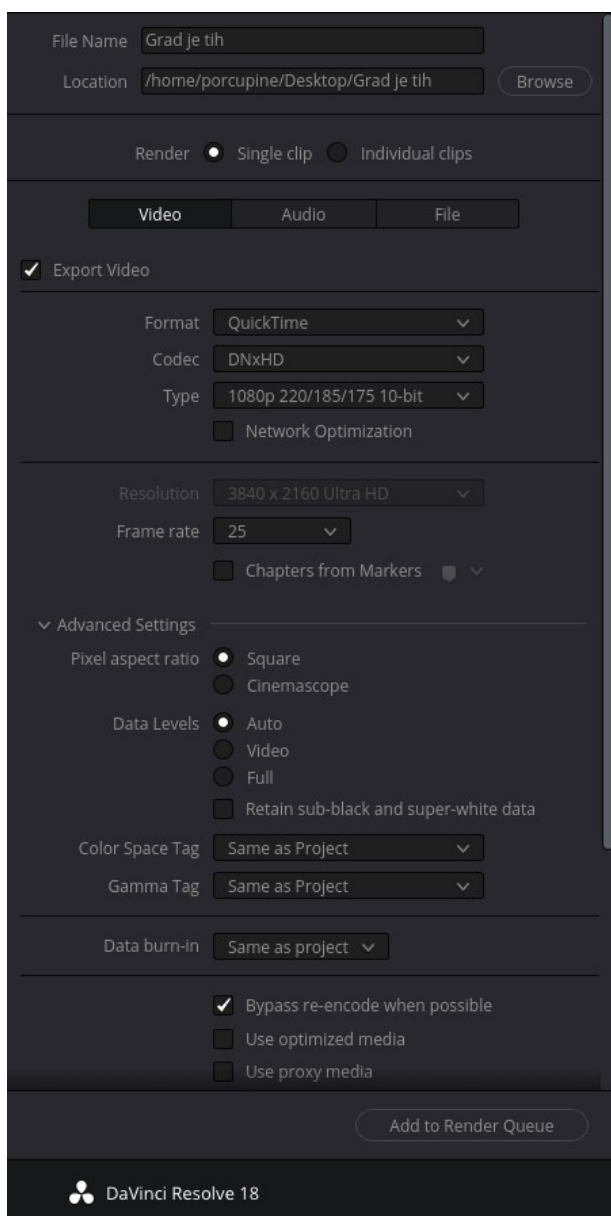 File Name Grad je tih
Location /home/porcupine/Desktop/Grad je tih Browse
Render Single clip Individual clips
Video Audio File
Export Video
Format QuickTime
Codec DNxHD
Type 1080p 220/185/175 10-bit
Network Optimization
Resolution 3840 x 2160 Ultra HD
Frame rate 25
Chapters from Markers
Advanced Settings
Pixel aspect ratio Square
Cinemascope
Data Levels Auto
Video
Full
Retain sub-black and super-white data
Color Space Tag Same as Project
Gamma Tag Same as Project
Data burn-in Same as project
Bypass re-encode when possible
Use optimized media
Use proxy media
Add to Render Queue
DaVinci Resolve 18